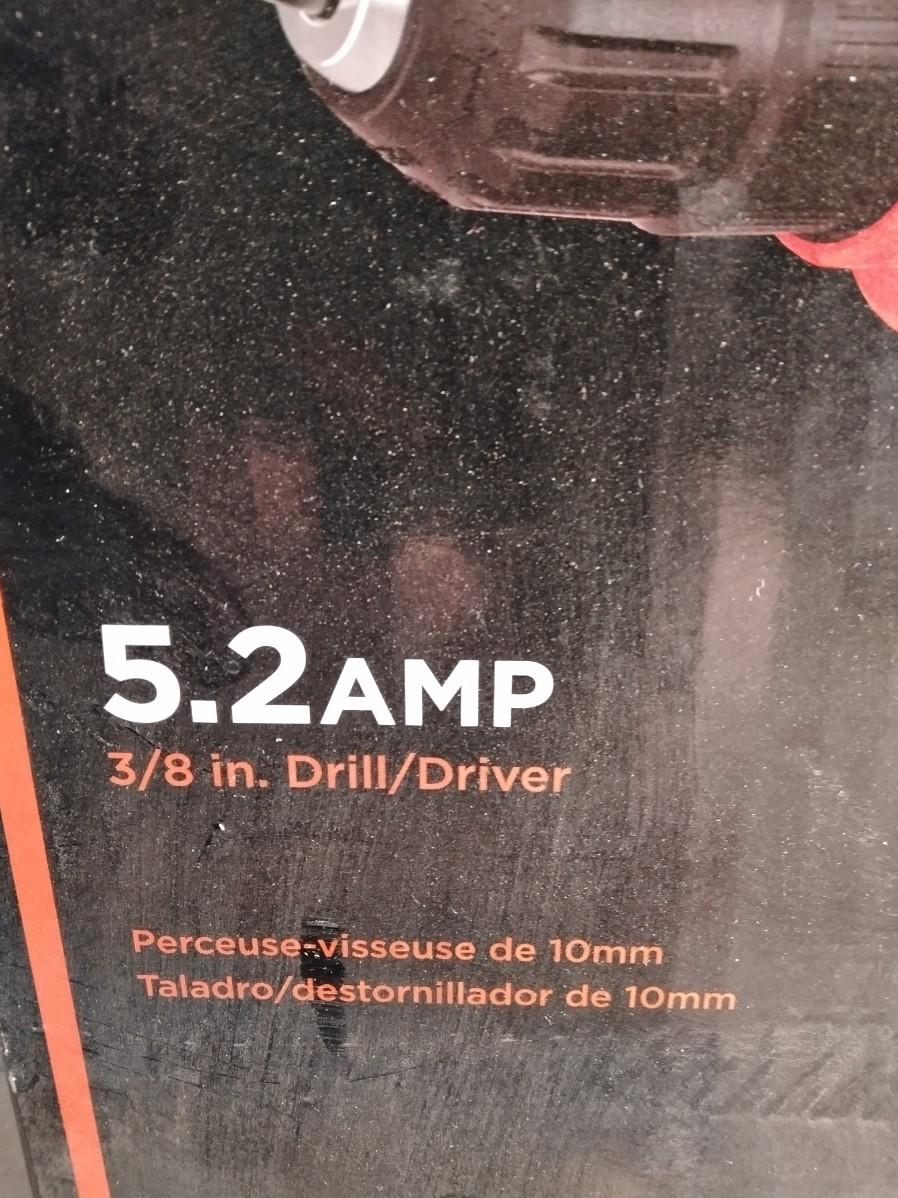 5.2AMP
3/8 in. Drill/Driver
Perceuse-visseuse de 10mm
Taladro/destornillador de 10mm